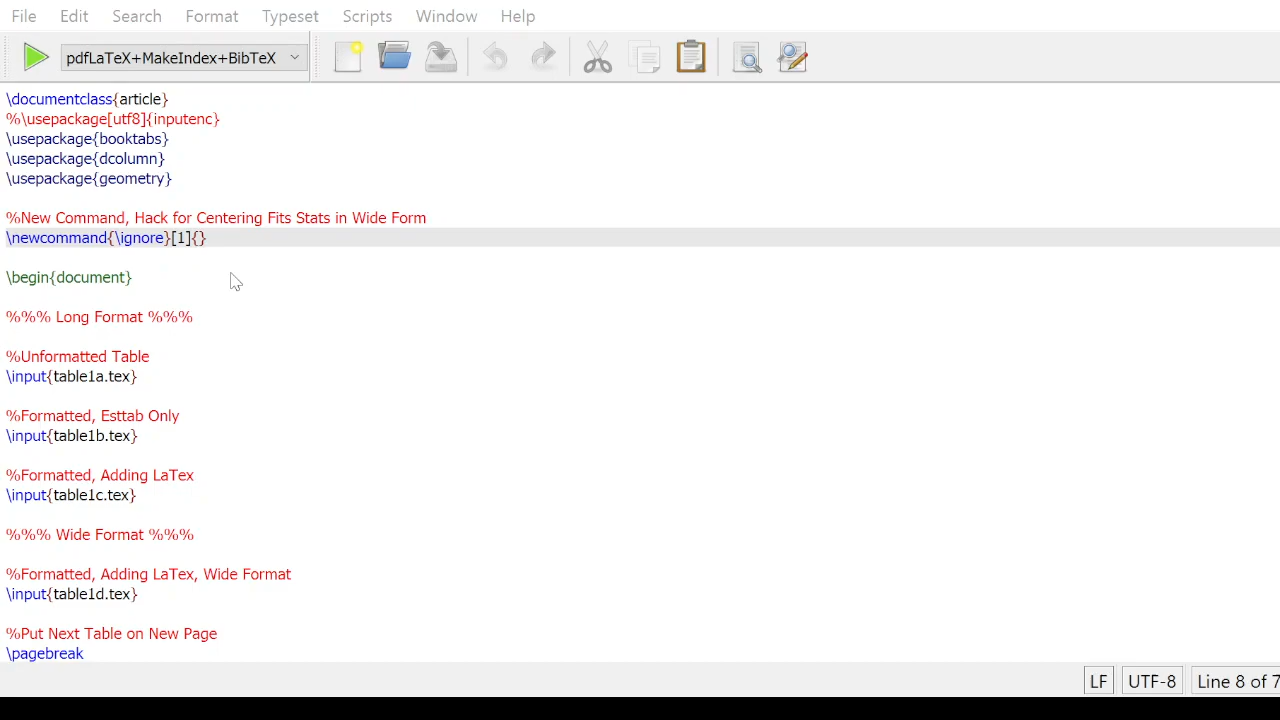 File Edit Search Format Typeset Scripts Window Help
pdfLaTeX+MakeIndex+BibTeX
\documentclass{article}
%\usepackage[utf8]{inputenc}
\usepackage{booktabs}
\usepackage{dcolumn}
\usepackage{geometry}
%New Command, Hack for Centering Fits Stats in Wide Form
\newcommand{\ignore}[1]{}
\begin{document}
%%% Long Format %%%
%Unformatted Table
\input{table1a.tex}
%Formatted, Esttab Only
\input{table1b.tex}
%Formatted, Adding LaTex
\input{table1c.tex}
%%% Wide Format %%%
%Formatted, Adding LaTex, Wide Format
\input{table1d.tex}
%Put Next Table on New Page
\pagebreak
LF UTF-8 Line 8 of 7